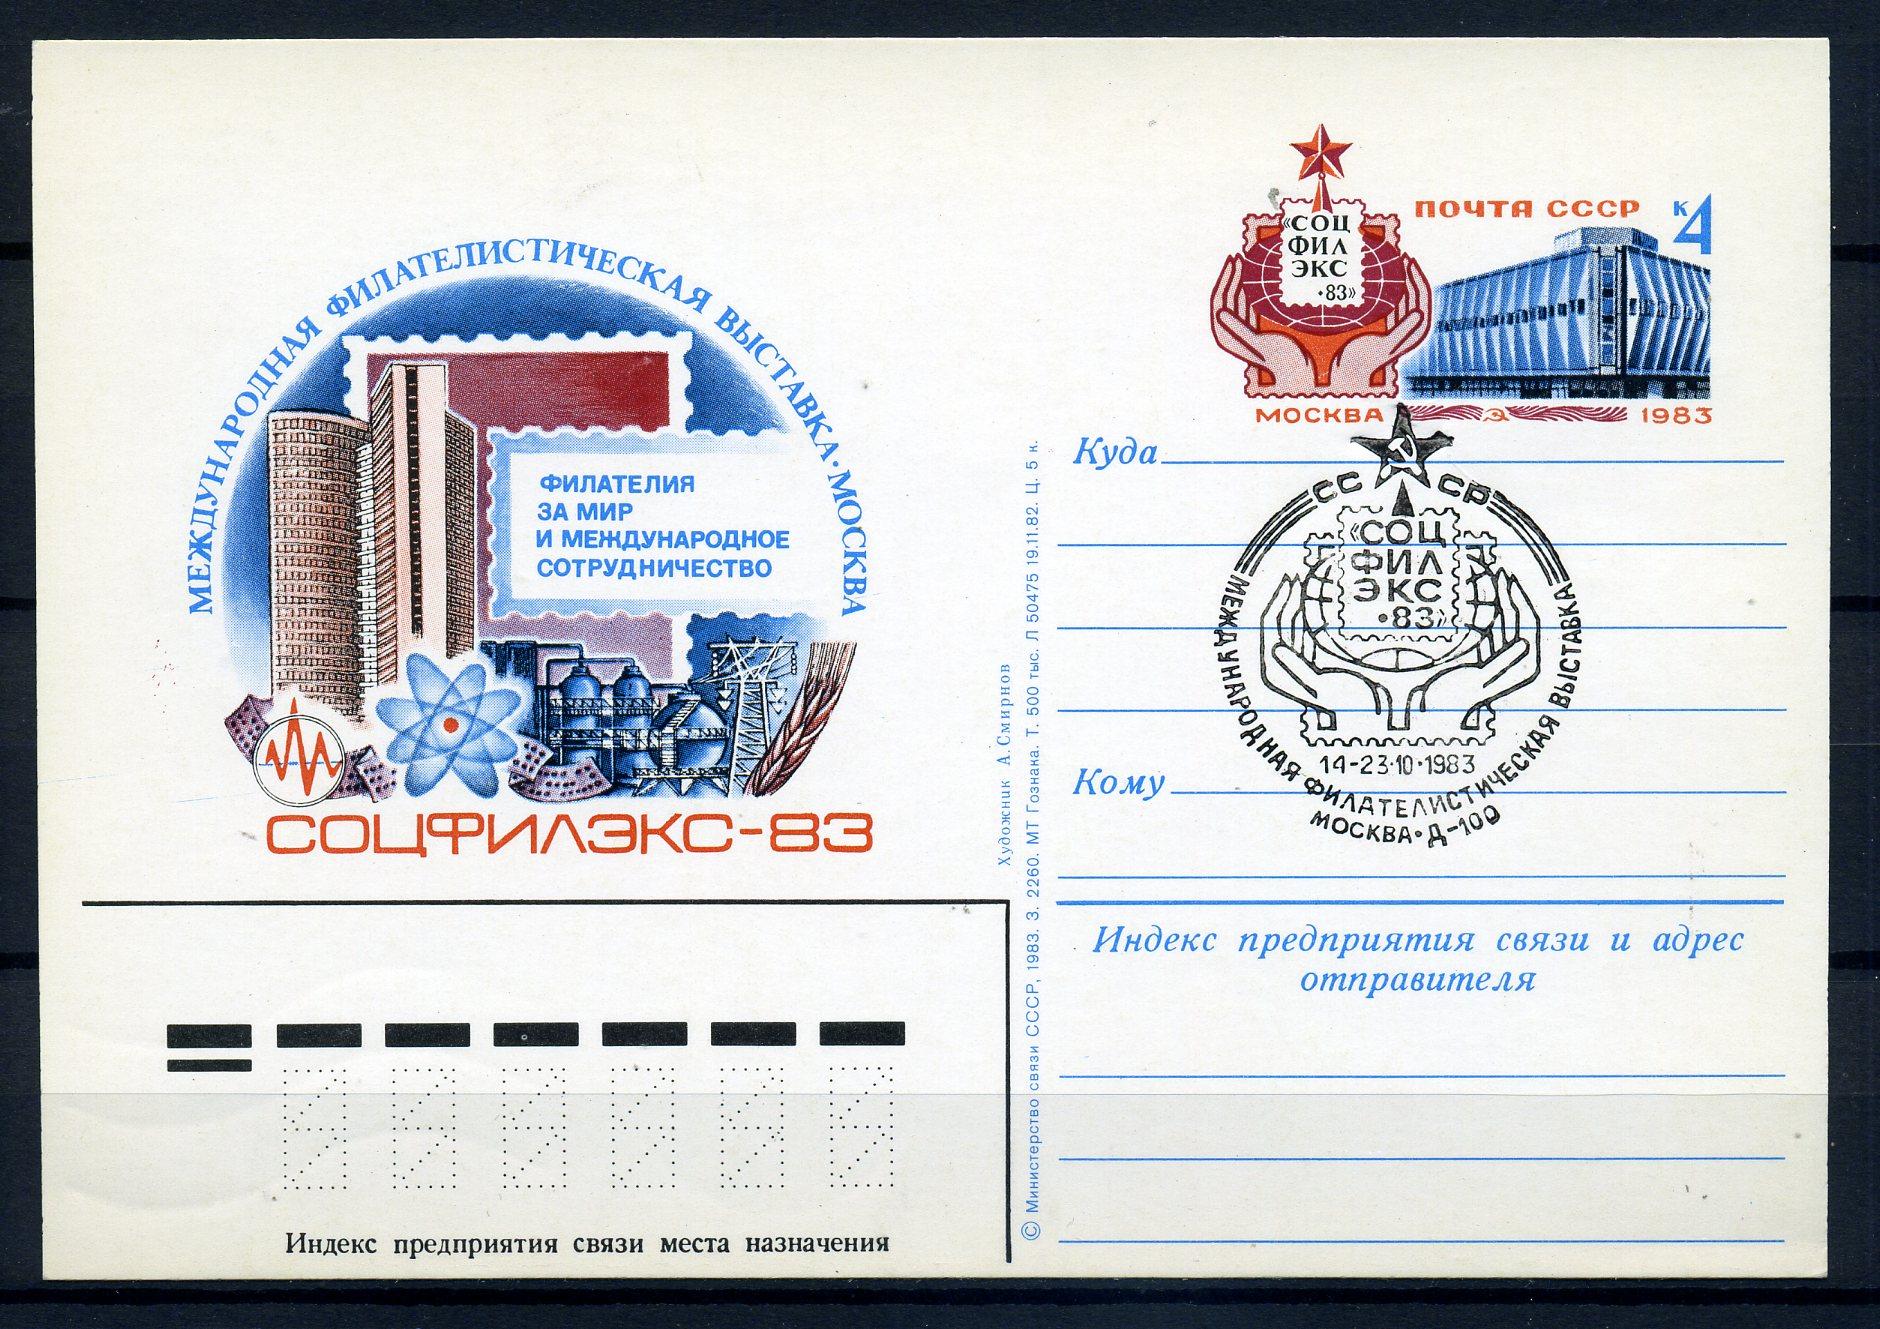 МЕЖДУНАРОДНАЯ ФИЛАТЕЛИСТИЧЕСКАЯ ВЫСТАВКА·МОСКВА
ФИЛАТЕЛИЯ
ЗА МИР
И МЕЖДУНАРОДНОЕ
СОТРУДНИЧЕСТВО
СОЦФИЛЭКС-83
Индекс предприятия связи места назначения
Художник А. Смирнов
© Министерство связи СССР, 1983. З. 2260. МТ Гознака. Т. 500 тыс. Л 50475 19.11.82. Ц. 5 к.
«СОЦ
ФИЛ
ЭКС
·83»
ПОЧТА СССР
К4
МОСКВА
1983
Куда
СССР
«СОЦ
ФИЛ
ЭКС
·83»
14-23·10·1983
МЕЖДУНАРОДНАЯ ФИЛАТЕЛИСТИЧЕСКАЯ ВЫСТАВКА
МОСКВА·Д-100
Кому
Индекс предприятия связи и адрес
отправителя